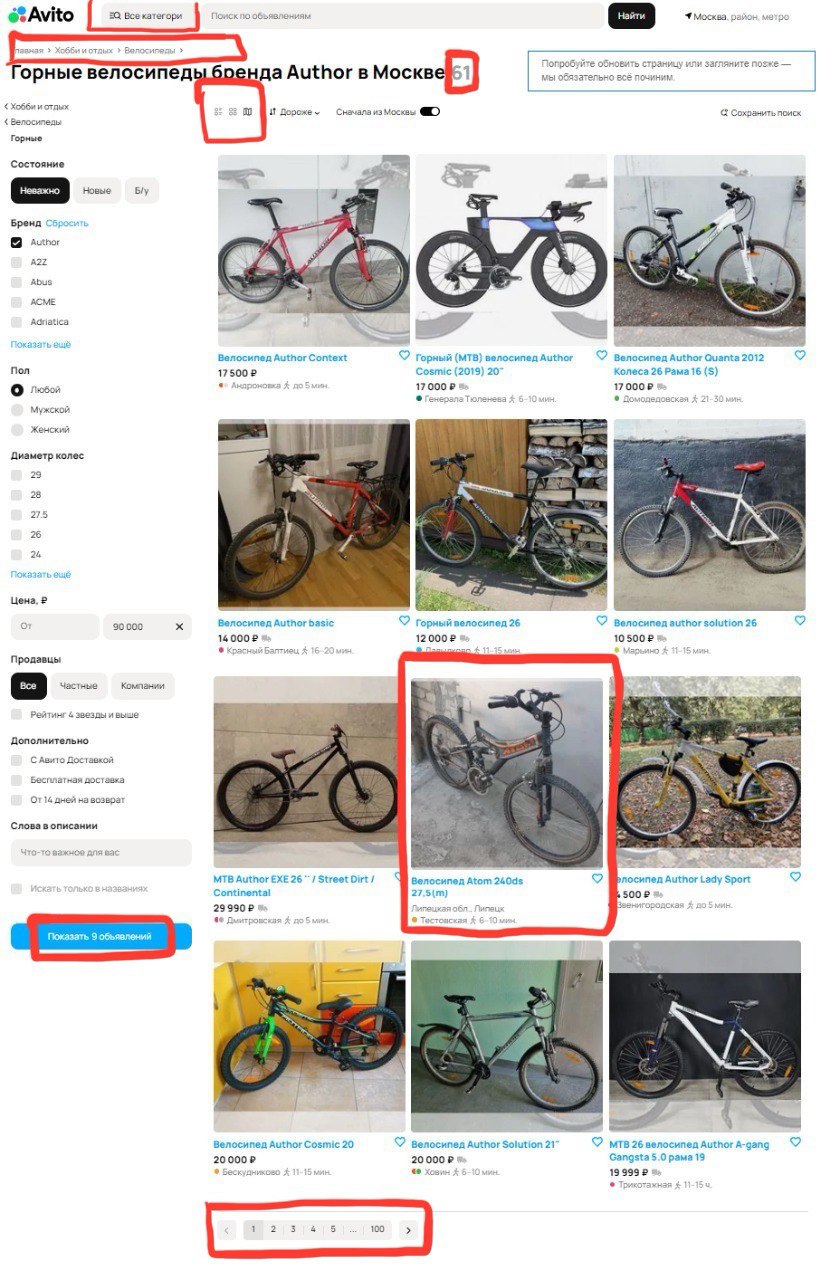 Avito
Все категори
Поиск по объявлениям
Найти
Москва, район, метро
лавная > Хобби и отдых > Велосипеды >
Горные велосипеды бренда Author в Москве 61
Попробуйте обновить страницу или загляните позже —
мы обязательно всё починим.
Хобби и отдых
Велосипеды
Горные
Дороже
Сначала из Москвы
Сохранить поиск
Состояние
Неважно
Новые
Б/у
Бренд Сбросить
Author
A2Z
Abus
ACME
Adriatica
Показать ещё
Пол
Любой
Мужской
Женский
Диаметр колес
29
28
27.5
26
24
Показать ещё
Цена, ₽
От
90 000
Продавцы
Все
Частные
Компании
Рейтинг 4 звезды и выше
Дополнительно
С Авито Доставкой
Бесплатная доставка
От 14 дней на возврат
Слова в описании
Что-то важное для вас
Искать только в названиях
Показать 9 объявлений
Велосипед Author Context
17 500 ₽
Андроновка до 5 мин.
Горный (MTB) велосипед Author
Cosmic (2019) 20"
17 000 ₽
Генерала Тюленева 6–10 мин.
Велосипед Author Quanta 2012
Колеса 26 Рама 16 (S)
17 000 ₽
Домодедовская 21–30 мин.
Велосипед Author basic
14 000 ₽
Красный Балтиец 16–20 мин.
Горный велосипед 26
12 000 ₽
11–15 мин.
Велосипед author solution 26
10 500 ₽
Марьино 11–15 мин.
MTB Author EXE 26 ¨ / Street Dirt /
Continental
29 990 ₽
Дмитровская до 5 мин.
Велосипед Atom 240ds
27,5(m)
Липецкая обл., Липецк
Тестовская 6–10 мин.
елосипед Author Lady Sport
500 ₽
Звенигородская до 5 мин.
Велосипед Author Cosmic 20
20 000 ₽
Бескудниково 11–15 мин.
Велосипед Author Solution 21"
20 000 ₽
Ховин 6–10 мин.
MTB 26 велосипед Author A-gang
Gangsta 5.0 рама 19
19 999 ₽
Трикотажная 11–15 ч.
< 1 2 3 4 5 ... 100 >